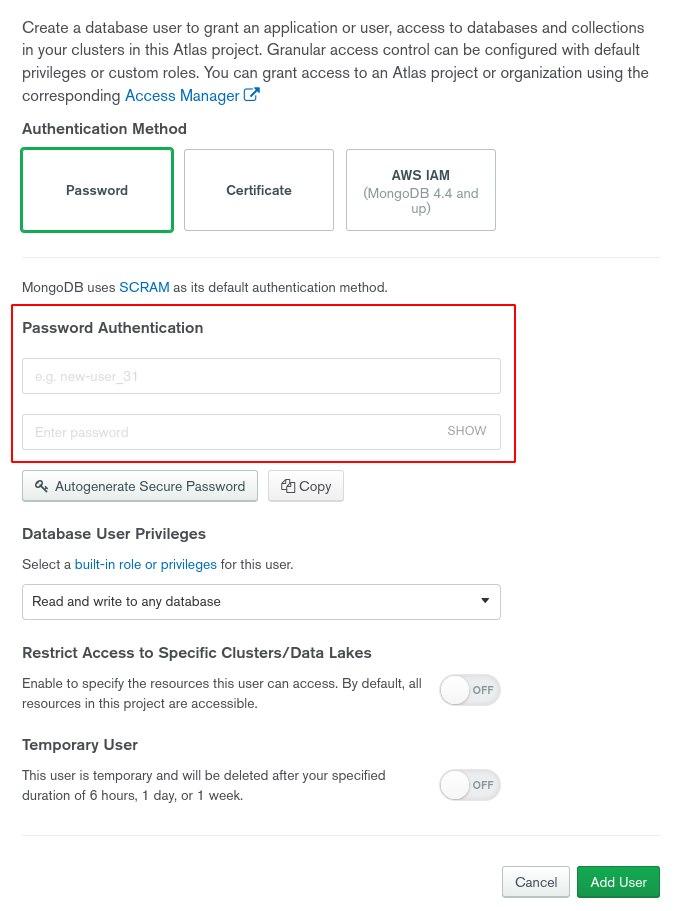 Create a database user to grant an application or user, access to databases and collections
in your clusters in this Atlas project. Granular access control can be configured with default
privileges or custom roles. You can grant access to an Atlas project or organization using the
corresponding Access Manager
Authentication Method
Password
Certificate
AWS IAM
(MongoDB 4.4 and
up)
MongoDB uses SCRAM as its default authentication method.
Password Authentication
e.g. new-user_31
Enter password SHOW
Autogenerate Secure Password Copy
Database User Privileges
Select a built-in role or privileges for this user.
Read and write to any database
Restrict Access to Specific Clusters/Data Lakes
Enable to specify the resources this user can access. By default, all
resources in this project are accessible.
OFF
Temporary User
This user is temporary and will be deleted after your specified
duration of 6 hours, 1 day, or 1 week.
OFF
Cancel Add User